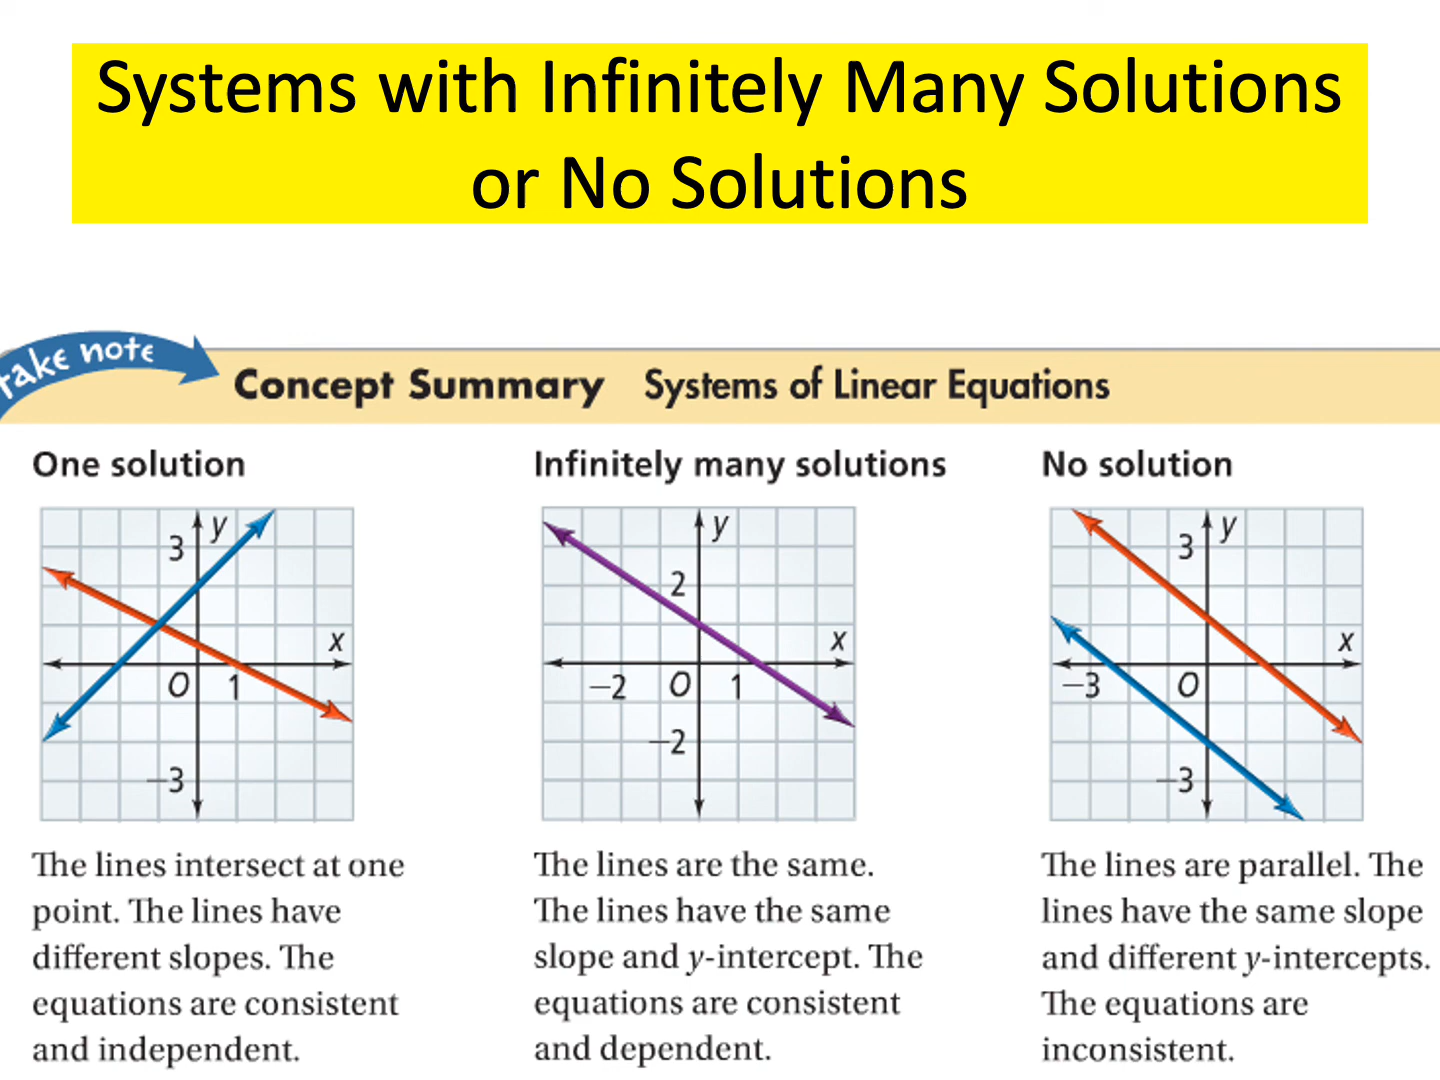 Systems with Infinitely Many Solutions
or No Solutions
take note
Concept Summary Systems of Linear Equations
One solution
Infinitely many solutions
No solution
y
3
x
O 1
−3
y
2
x
−2 O 1
−2
y
3
x
−3 O
−3
The lines intersect at one
point. The lines have
different slopes. The
equations are consistent
and independent.
The lines are the same.
The lines have the same
slope and y-intercept. The
equations are consistent
and dependent.
The lines are parallel. The
lines have the same slope
and different y-intercepts.
The equations are
inconsistent.